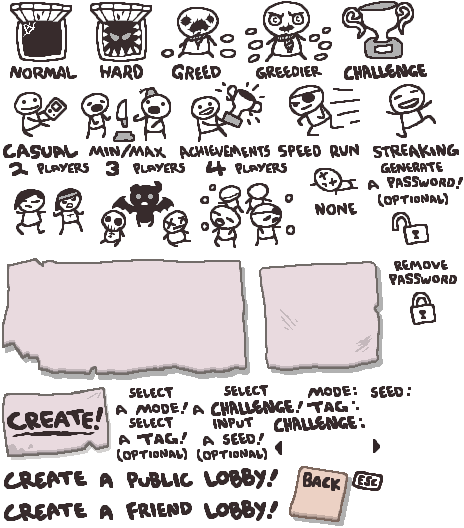 NORMAL HARD GREED GREEDIER CHALLENGE
CASUAL MIN/MAX ACHIEVEMENTS SPEED RUN STREAKING
2 PLAYERS 3 PLAYERS 4 PLAYERS
GENERATE
A PASSWORD!
(OPTIONAL)
NONE
REMOVE
PASSWORD
CREATE!
SELECT
A MODE!
SELECT
A TAG!
(OPTIONAL)
SELECT
A CHALLENGE!
INPUT
A SEED!
(OPTIONAL)
MODE: SEED:
TAG:
CHALLENGE:
CREATE A PUBLIC LOBBY!
CREATE A FRIEND LOBBY!
BACK
ESC